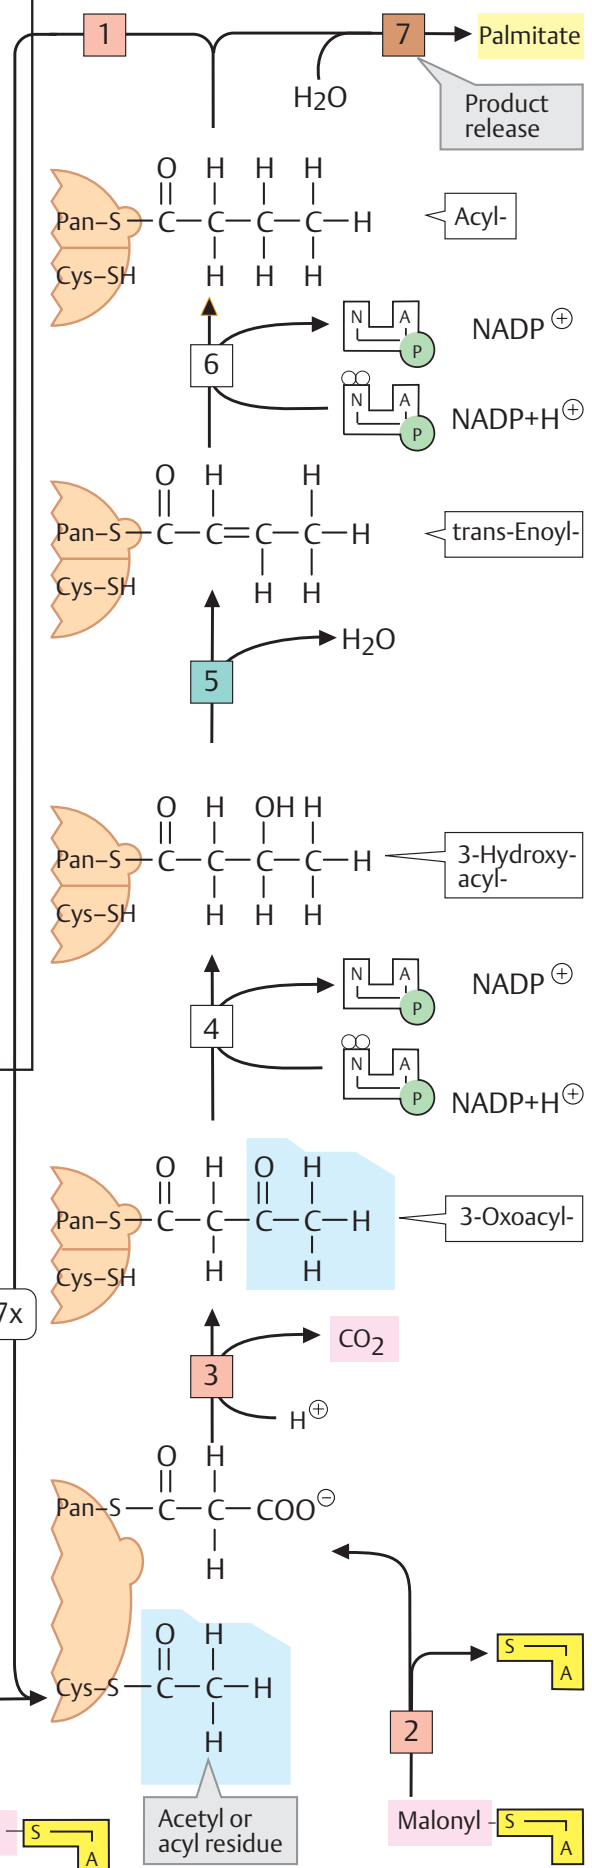 1
7
Palmitate
H2O
Product
release
O H H H
Pan–S C C C C H
Acyl-
Cys–SH H H H
N A
P
NADP⊕
6
N A
P
NADP+H⊕
O H H
Pan–S C C C C H
trans-Enoyl-
Cys–SH
H H
H2O
5
O H OH H
Pan–S C C C C H
3-Hydroxy-
acyl-
Cys–SH H H H
N A
P
NADP⊕
4
N A
P
NADP+H⊕
O H O H
Pan–S C C C C H
3-Oxoacyl-
Cys–SH H H
7x
CO2
3
H⊕
O H
Pan–S C C COO⊖
H
O H
Cys–S C C H
H
S
A
2
Acetyl or
acyl residue
Malonyl S
A
S
A